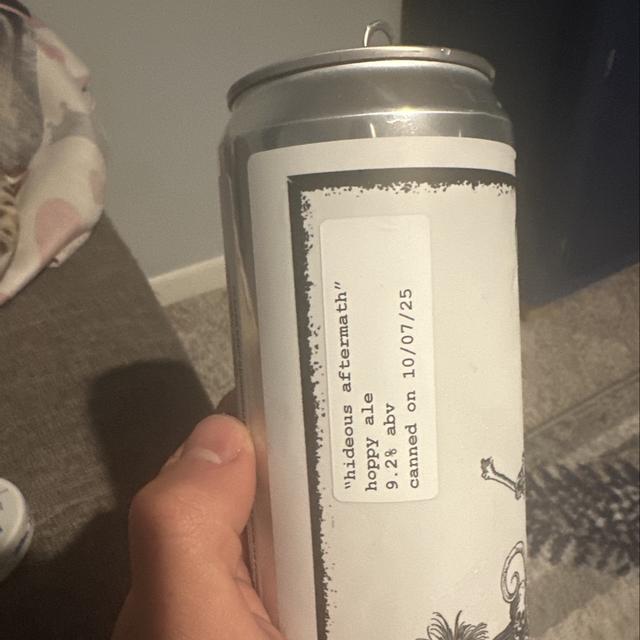 "hideous aftermath"
hoppy ale
9.2% abv
canned on 10/07/25